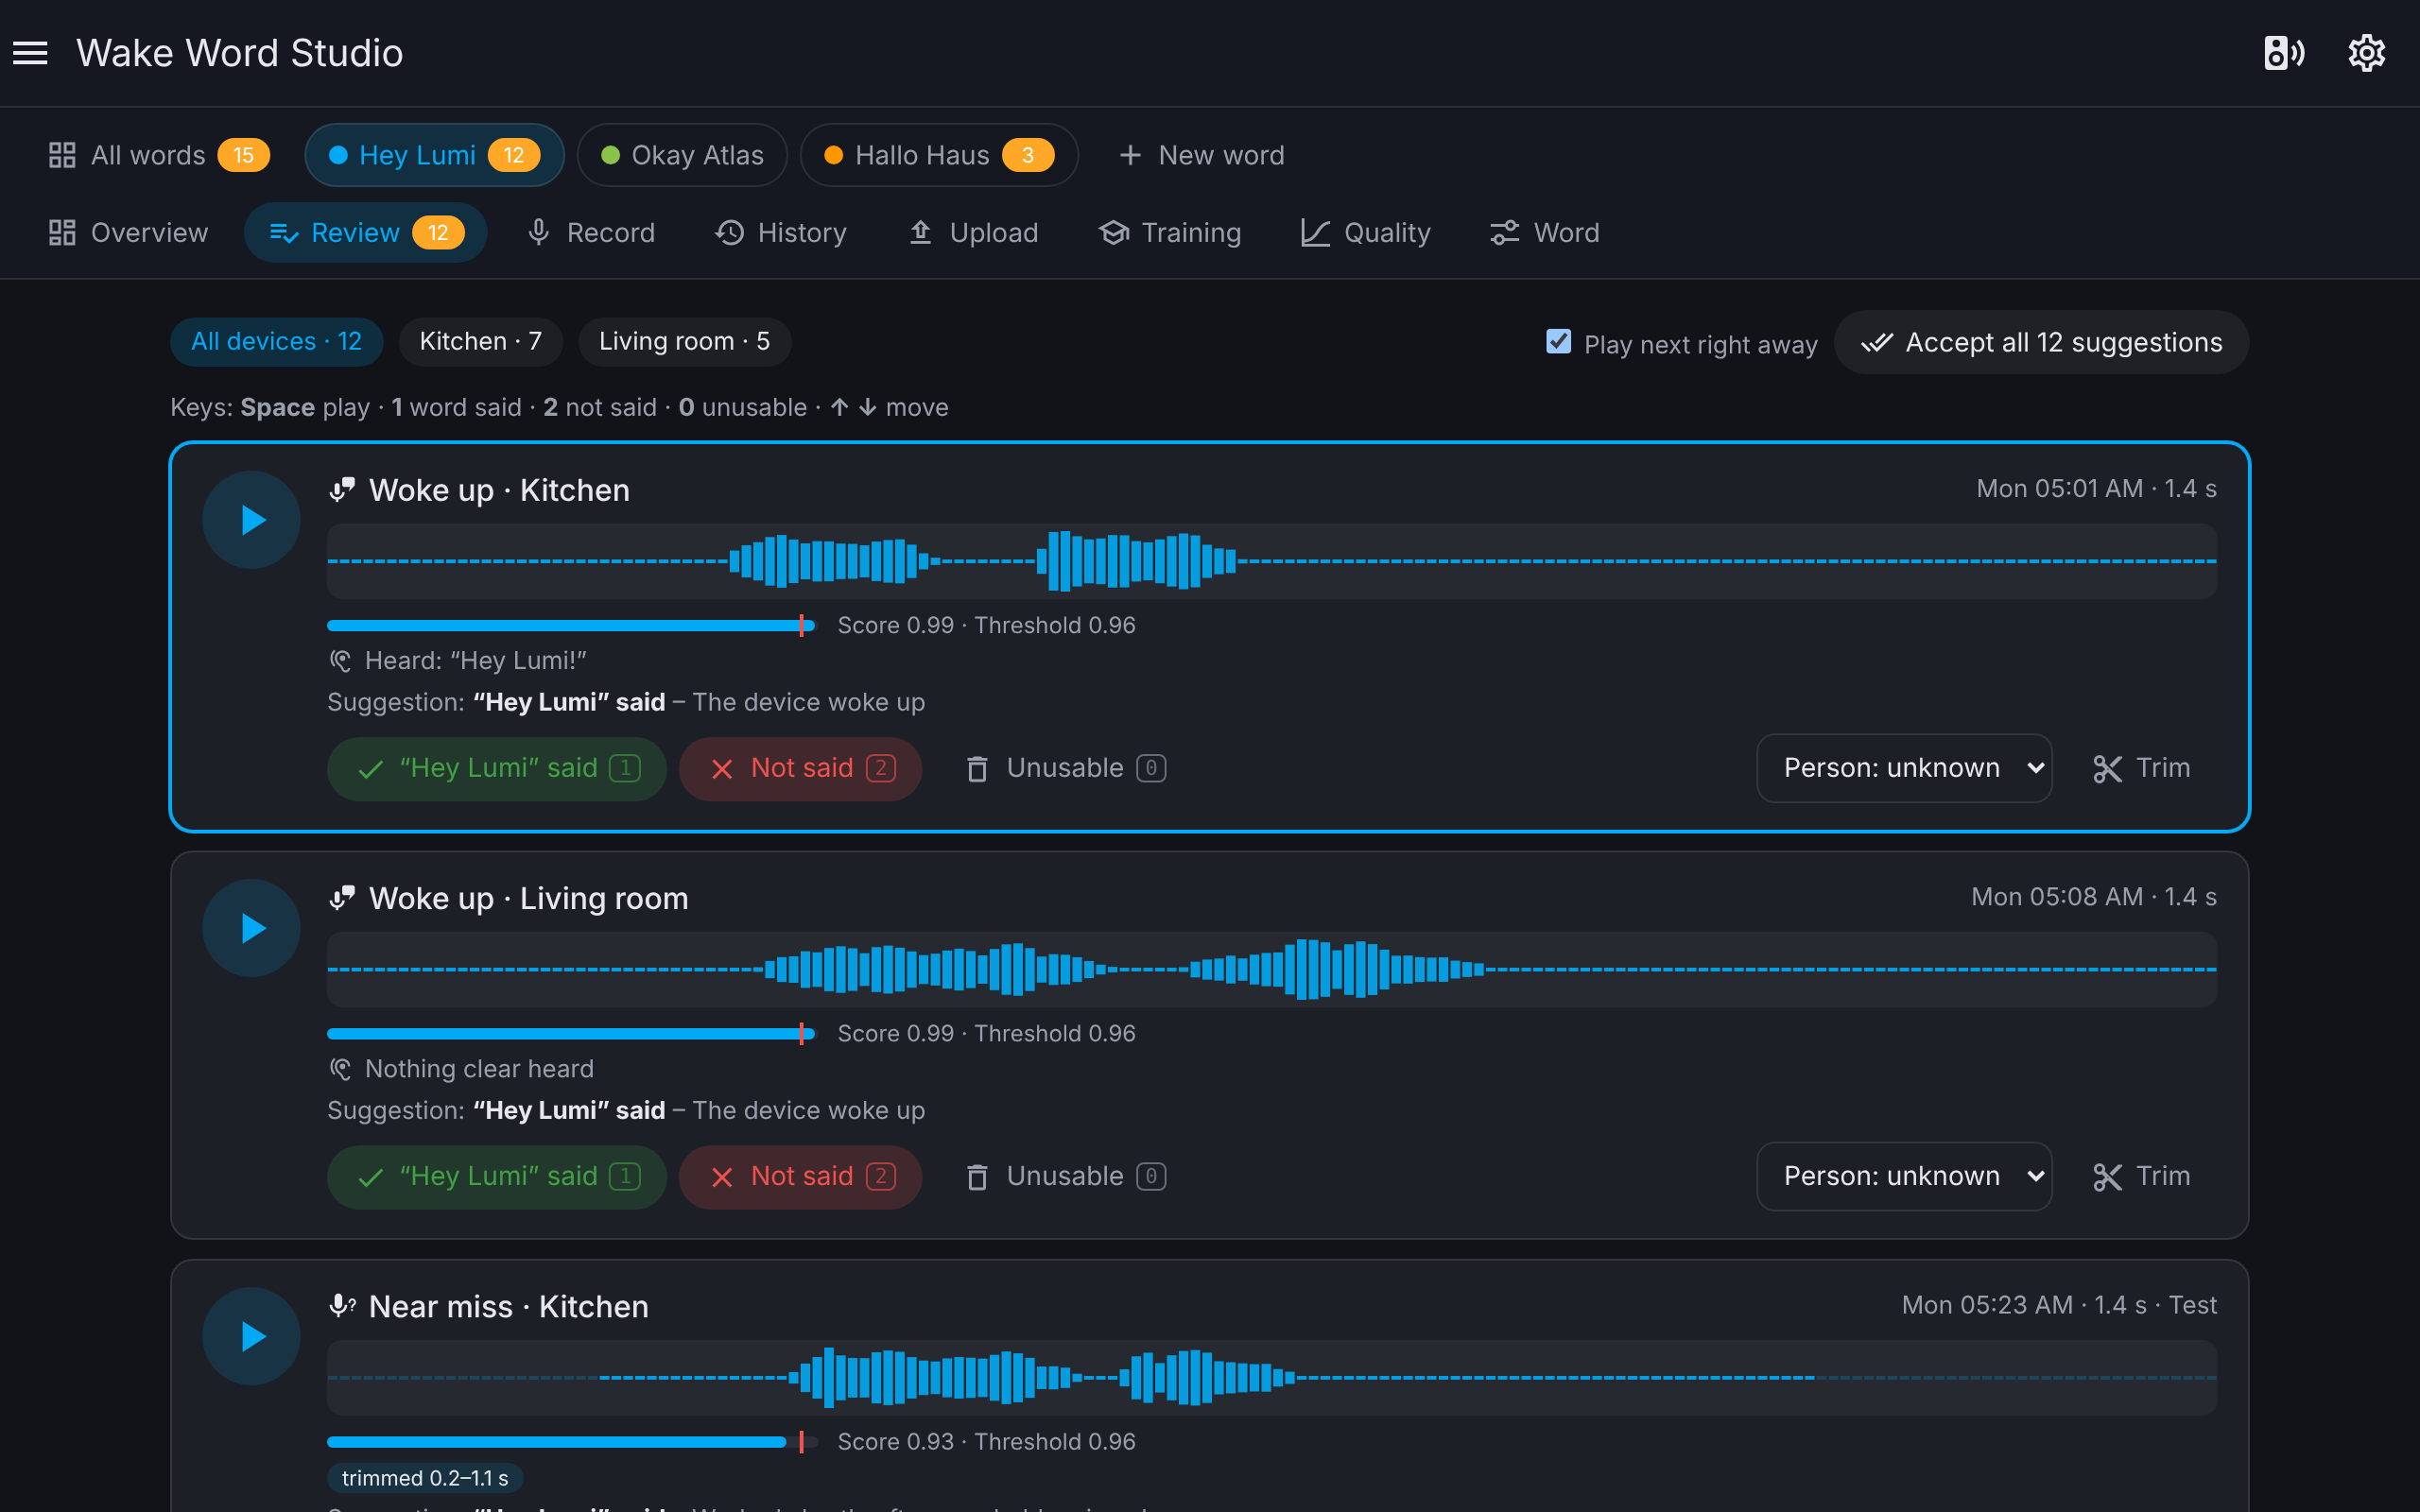 Wake Word Studio
All words 15 Hey Lumi 12 Okay Atlas Hallo Haus 3 + New word
Overview Review 12 Record History Upload Training Quality Word
All devices · 12 Kitchen · 7 Living room · 5 Play next right away Accept all 12 suggestions
Keys: Space play · 1 word said · 2 not said · 0 unusable · ↑ ↓ move
Woke up · Kitchen Mon 05:01 AM · 1.4 s
Score 0.99 · Threshold 0.96
Heard: “Hey Lumi!”
Suggestion: “Hey Lumi” said – The device woke up
“Hey Lumi” said 1 Not said 2 Unusable 0 Person: unknown Trim
Woke up · Living room Mon 05:08 AM · 1.4 s
Score 0.99 · Threshold 0.96
Nothing clear heard
Suggestion: “Hey Lumi” said – The device woke up
“Hey Lumi” said 1 Not said 2 Unusable 0 Person: unknown Trim
Near miss · Kitchen Mon 05:23 AM · 1.4 s · Test
Score 0.93 · Threshold 0.96
trimmed 0.2–1.1 s